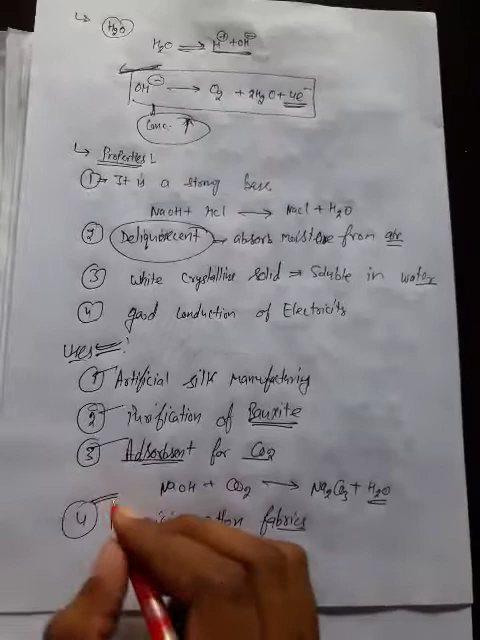 ↳ H₂O
H₂O ⇌ H⊕ + OH⊖
OH⊖ → O₂ + 2H₂O + 4e⁻
Conc. ↑
↳ Properties ↓
① → It is a strong base
NaOH + HCl → NaCl + H₂O
② Deliquorecent → absorbs moisture from air
③ White crystalline solid ⇒ Soluble in water
④ good conduction of Electricity
uses ⇒ :
① Artificial silk manufacturing
② Purification of Bauxite
③ Adsorbsent for CO₂
NaOH + CO₂ → Na₂CO₃ + H₂O
④ fabrics